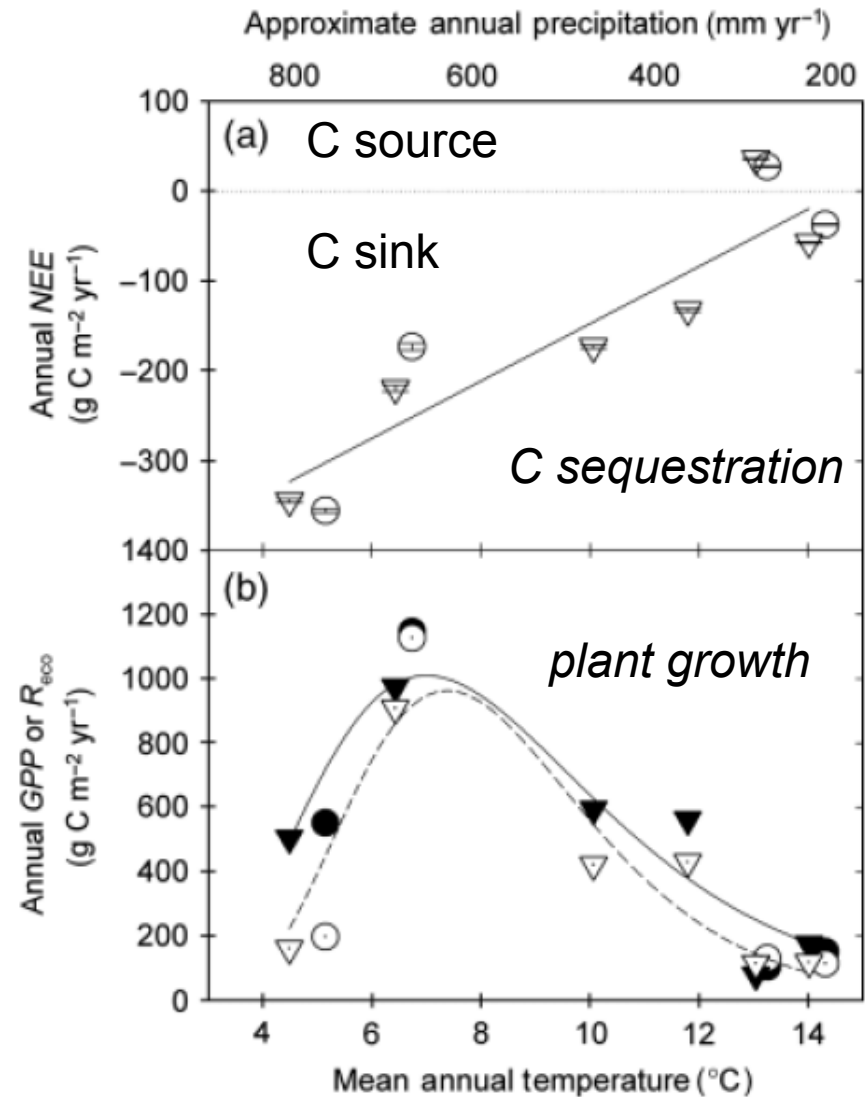 Approximate annual precipitation (mm yr⁻¹)
800 600 400 200
(a) C source
C sink
C sequestration
100
0
−100
−200
−300
1400
Annual NEE
(g C m⁻² yr⁻¹)
(b)
plant growth
1200
1000
800
600
400
200
0
Annual GPP or Reco
(g C m⁻² yr⁻¹)
4 6 8 10 12 14
Mean annual temperature (°C)